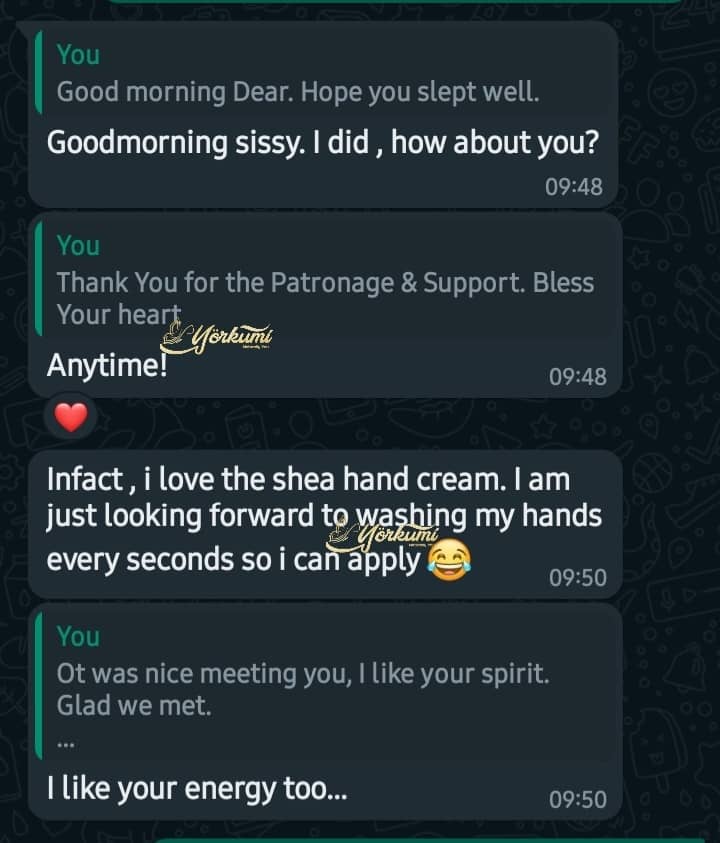 You
Good morning Dear. Hope you slept well.
Goodmorning sissy. I did , how about you?
09:48
You
Thank You for the Patronage & Support. Bless
Your heart
Yörkumi
Anytime!
09:48
Infact , i love the shea hand cream. I am
just looking forward to washing my hands
Yörkumi
every seconds so i can apply 😂
09:50
You
Ot was nice meeting you, I like your spirit.
Glad we met.
...
I like your energy too...
09:50